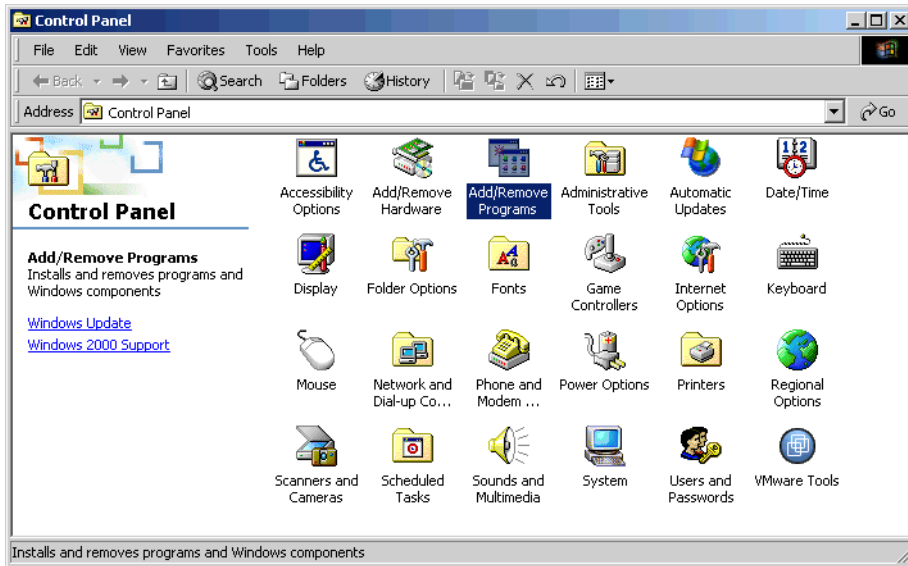 Control Panel
File Edit View Favorites Tools Help
Back Search Folders History
Address Control Panel Go
Control Panel
Add/Remove Programs
Installs and removes programs and
Windows components
Windows Update
Windows 2000 Support
Accessibility
Options
Add/Remove
Hardware
Add/Remove
Programs
Administrative
Tools
Automatic
Updates
Date/Time
Display
Folder Options
Fonts
Game
Controllers
Internet
Options
Keyboard
Mouse
Network and
Dial-up Co...
Phone and
Modem ...
Power Options
Printers
Regional
Options
Scanners and
Cameras
Scheduled
Tasks
Sounds and
Multimedia
System
Users and
Passwords
VMware Tools
Installs and removes programs and Windows components